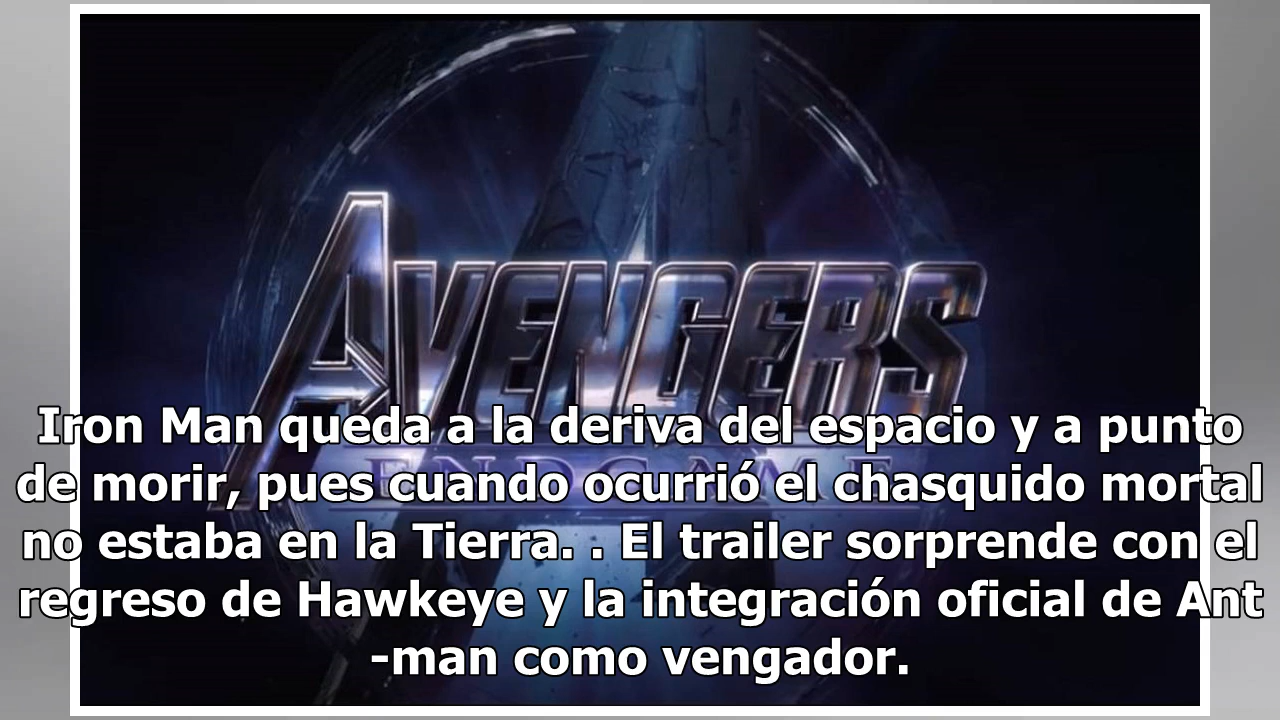 AVENGERS
ENDGAME
Iron Man queda a la deriva del espacio y a punto
de morir, pues cuando ocurrió el chasquido mortal
no estaba en la Tierra. . El trailer sorprende con el
regreso de Hawkeye y la integración oficial de Ant
-man como vengador.